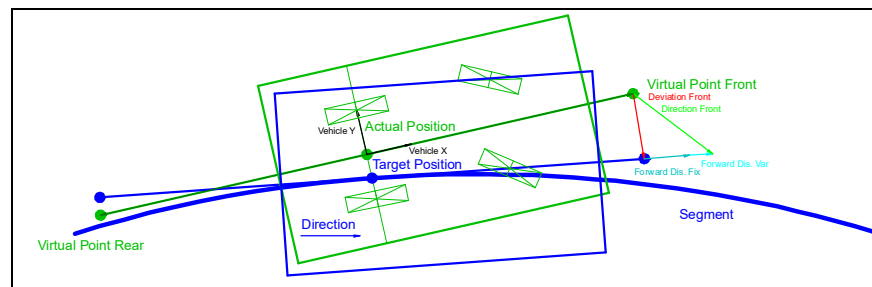 Virtual Point Front
Deviation Front
Direction Front
Actual Position
Vehicle Y
Vehicle X
Target Position
Forward Dis. Var
Forward Dis. Fix
Segment
Direction
Virtual Point Rear